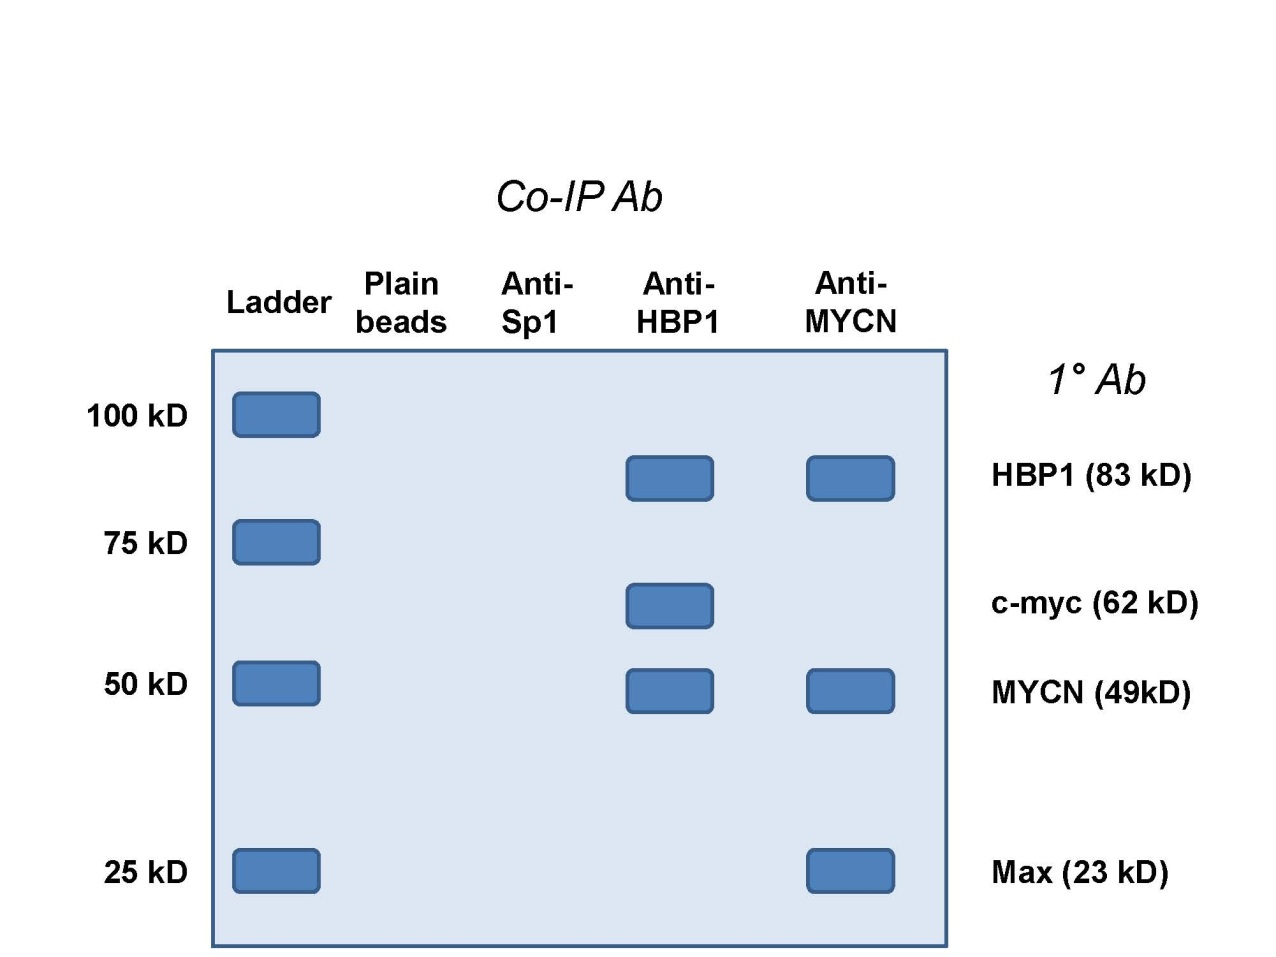 Co-IP Ab
Ladder
Plain
beads
Anti-
Sp1
Anti-
HBP1
Anti-
MYCN
1° Ab
100 kD
HBP1 (83 kD)
75 kD
c-myc (62 kD)
50 kD
MYCN (49kD)
25 kD
Max (23 kD)